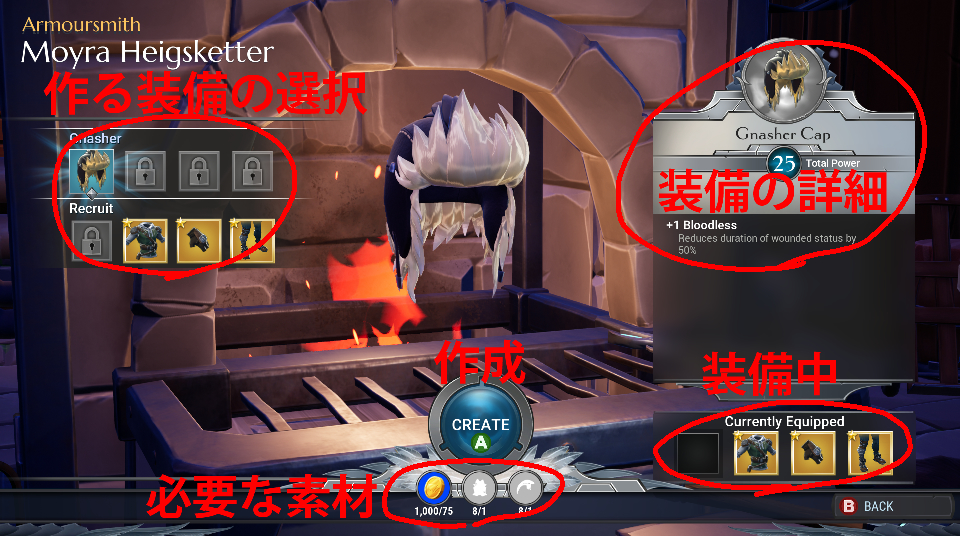 Armoursmith
Moyra Heigsketter
作る装備の選択
Gnasher
Recruit
Gnasher Cap
25 Total Power
装備の詳細
+1 Bloodless
Reduces duration of wounded status by
50%
作成
CREATE
A
装備中
Currently Equipped
必要な素材
1,000/75
8/1
8/1
B BACK